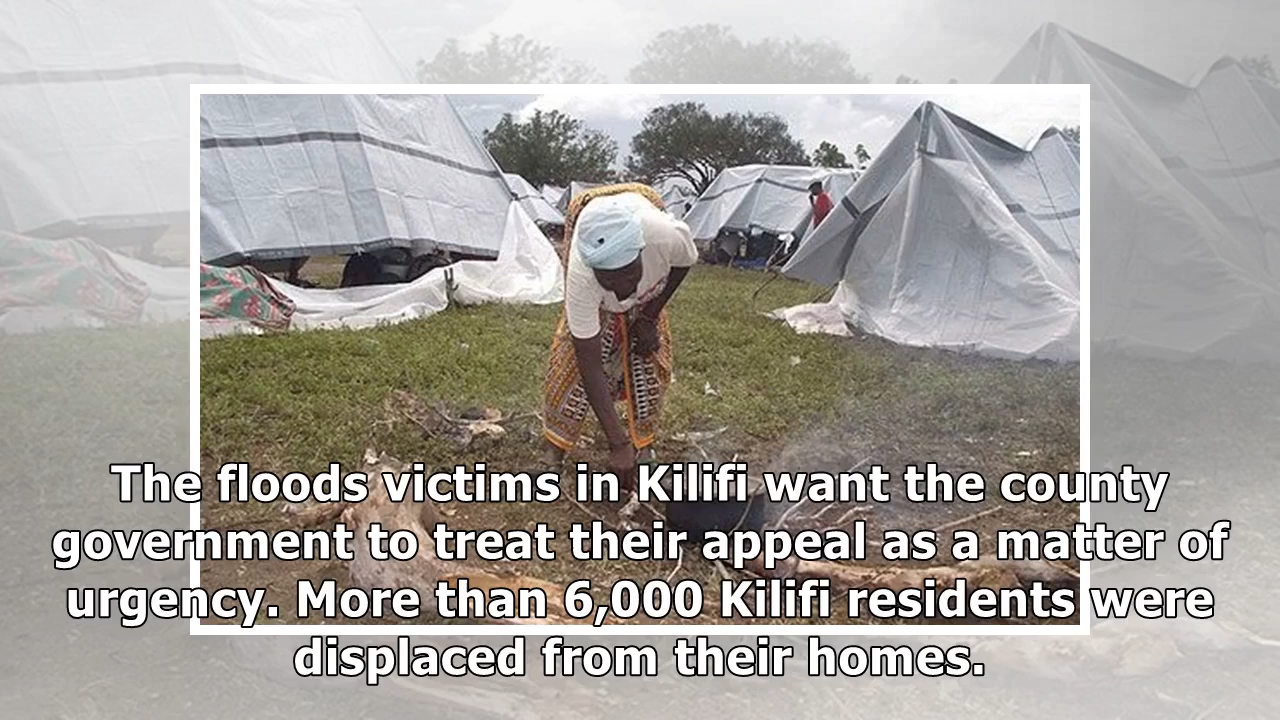 The floods victims in Kilifi want the county
government to treat their appeal as a matter of
urgency. More than 6,000 Kilifi residents were
displaced from their homes.